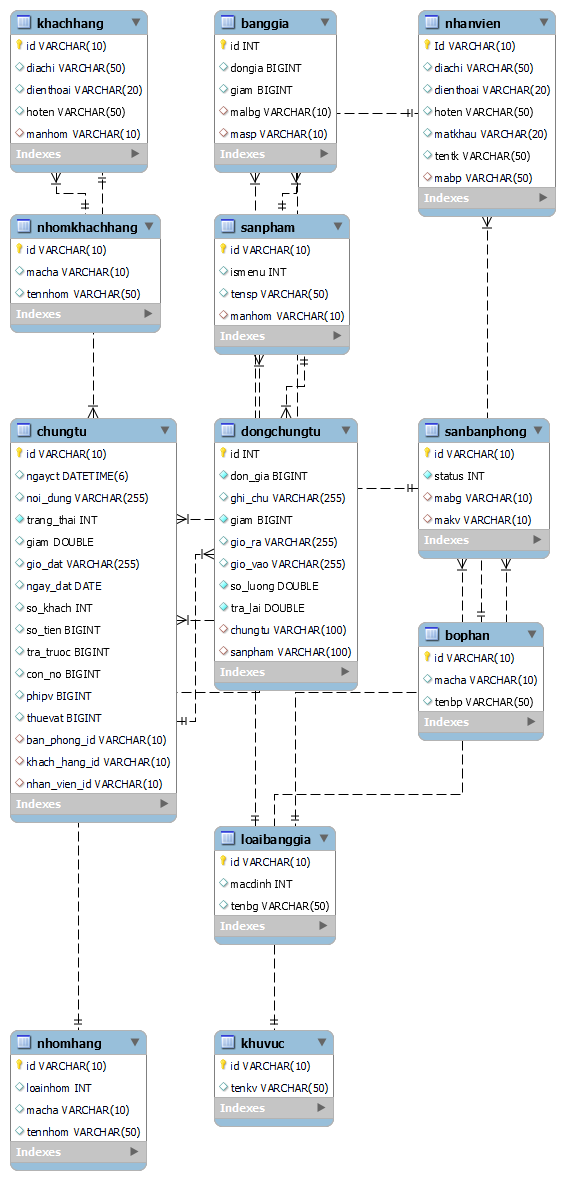 khachhang
id VARCHAR(10)
diachi VARCHAR(50)
dienthoai VARCHAR(20)
hoten VARCHAR(50)
manhom VARCHAR(10)
Indexes
banggia
id INT
dongia BIGINT
giam BIGINT
malbg VARCHAR(10)
masp VARCHAR(10)
Indexes
nhanvien
Id VARCHAR(10)
diachi VARCHAR(50)
dienthoai VARCHAR(20)
hoten VARCHAR(50)
matkhau VARCHAR(20)
tentk VARCHAR(50)
mabp VARCHAR(50)
Indexes
nhomkhachhang
id VARCHAR(10)
macha VARCHAR(10)
tennhom VARCHAR(50)
Indexes
sanpham
id VARCHAR(10)
ismenu INT
tensp VARCHAR(50)
manhom VARCHAR(10)
Indexes
chungtu
id VARCHAR(10)
ngayct DATETIME(6)
noi_dung VARCHAR(255)
trang_thai INT
giam DOUBLE
gio_dat VARCHAR(255)
ngay_dat DATE
so_khach INT
so_tien BIGINT
tra_truoc BIGINT
con_no BIGINT
phipv BIGINT
thuevat BIGINT
ban_phong_id VARCHAR(10)
khach_hang_id VARCHAR(10)
nhan_vien_id VARCHAR(10)
Indexes
dongchungtu
id INT
don_gia BIGINT
ghi_chu VARCHAR(255)
giam BIGINT
gio_ra VARCHAR(255)
gio_vao VARCHAR(255)
so_luong DOUBLE
tra_lai DOUBLE
chungtu VARCHAR(100)
sanpham VARCHAR(100)
Indexes
sanbanphong
id VARCHAR(10)
status INT
mabg VARCHAR(10)
makv VARCHAR(10)
Indexes
bophan
id VARCHAR(10)
macha VARCHAR(10)
tenbp VARCHAR(50)
Indexes
loaibanggia
id VARCHAR(10)
macdinh INT
tenbg VARCHAR(50)
Indexes
nhomhang
id VARCHAR(10)
loainhom INT
macha VARCHAR(10)
tennhom VARCHAR(50)
Indexes
khuvuc
id VARCHAR(10)
tenkv VARCHAR(50)
Indexes